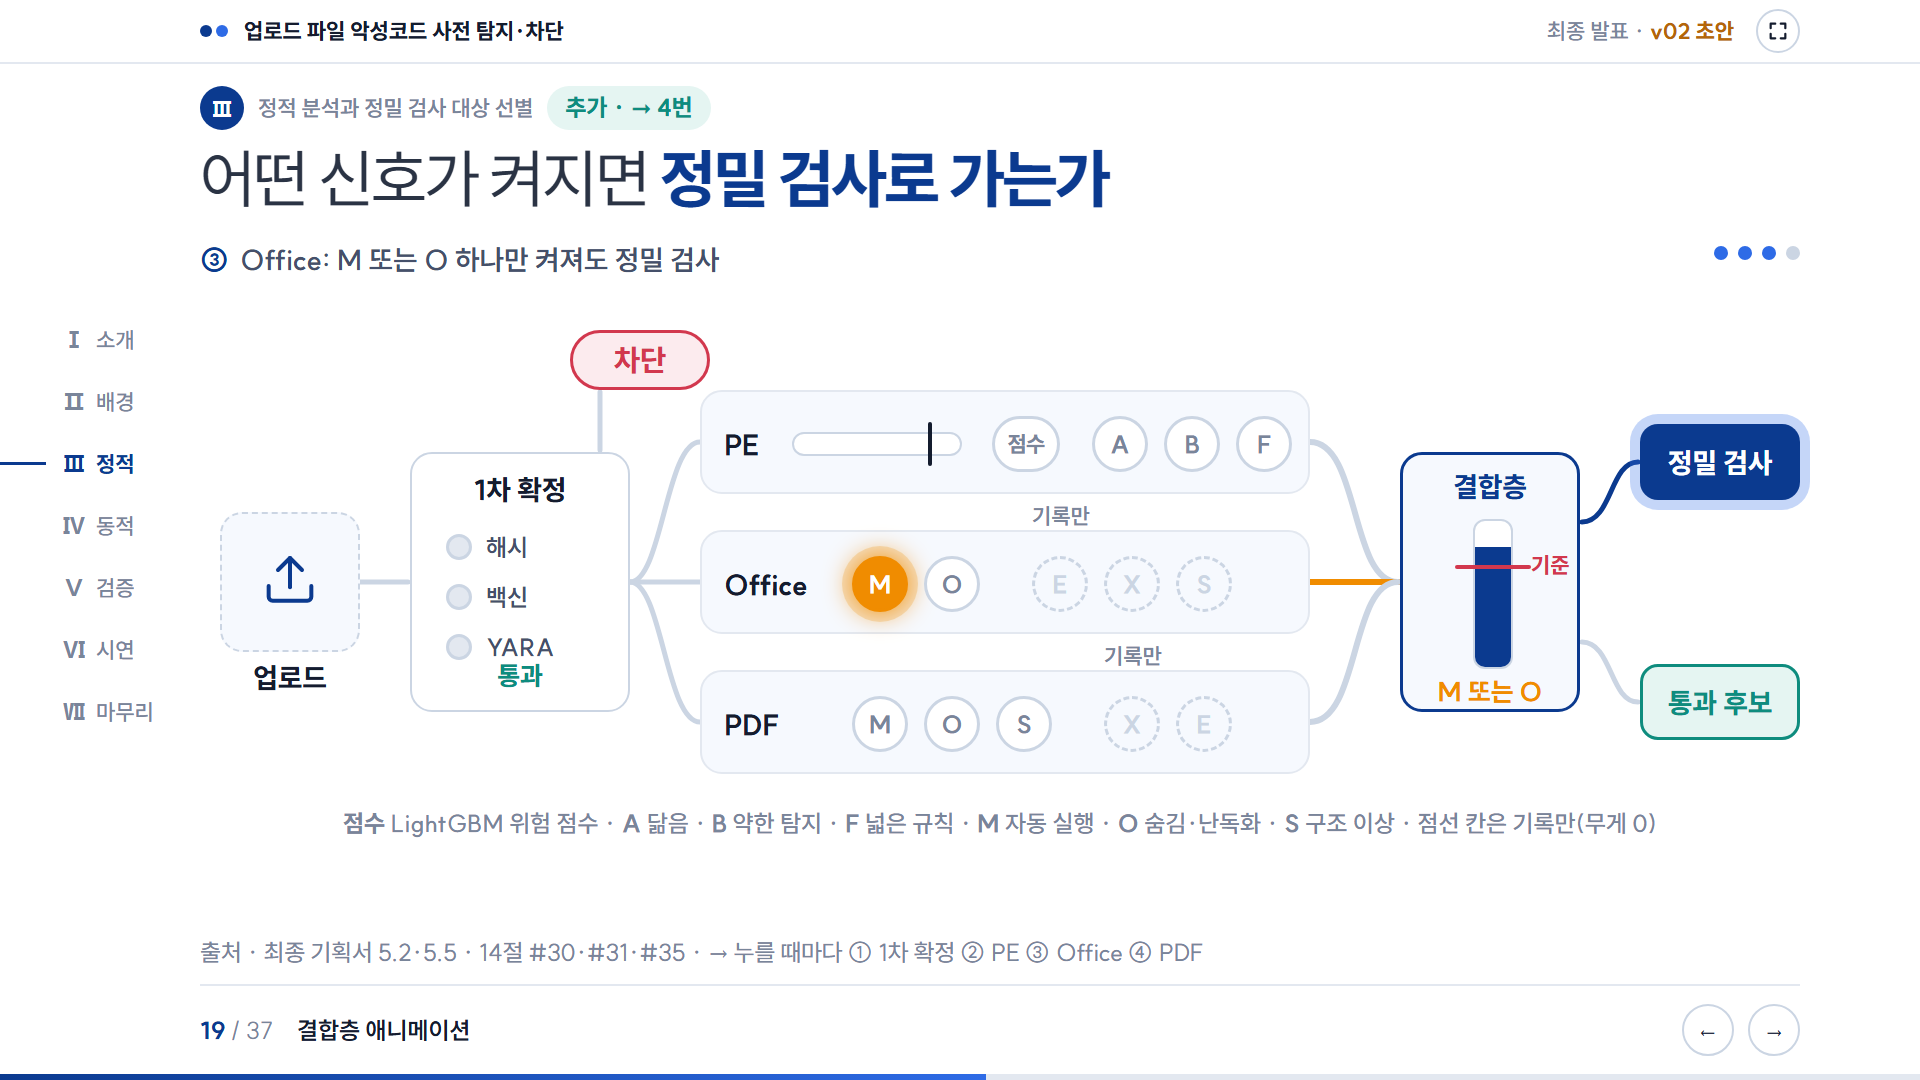 업로드 파일 악성코드 사전 탐지·차단
최종 발표 · v02 초안
Ⅲ 정적 분석과 정밀 검사 대상 선별 추가 · → 4번
어떤 신호가 켜지면 정밀 검사로 가는가
③ Office: M 또는 O 하나만 켜져도 정밀 검사
Ⅰ 소개
Ⅱ 배경
Ⅲ 정적
Ⅳ 동적
Ⅴ 검증
Ⅵ 시연
Ⅶ 마무리
업로드
차단
1차 확정
해시
백신
YARA
통과
PE 점수 A B F
기록만
Office M O E X S
기록만
PDF M O S X E
결합층
기준
M 또는 O
정밀 검사
통과 후보
점수 LightGBM 위험 점수 · A 닮음 · B 약한 탐지 · F 넓은 규칙 · M 자동 실행 · O 숨김·난독화 · S 구조 이상 · 점선 칸은 기록만(무게 0)
출처 · 최종 기획서 5.2·5.5 · 14절 #30·#31·#35 · → 누를 때마다 ① 1차 확정 ② PE ③ Office ④ PDF
19 / 37 결합층 애니메이션
← →